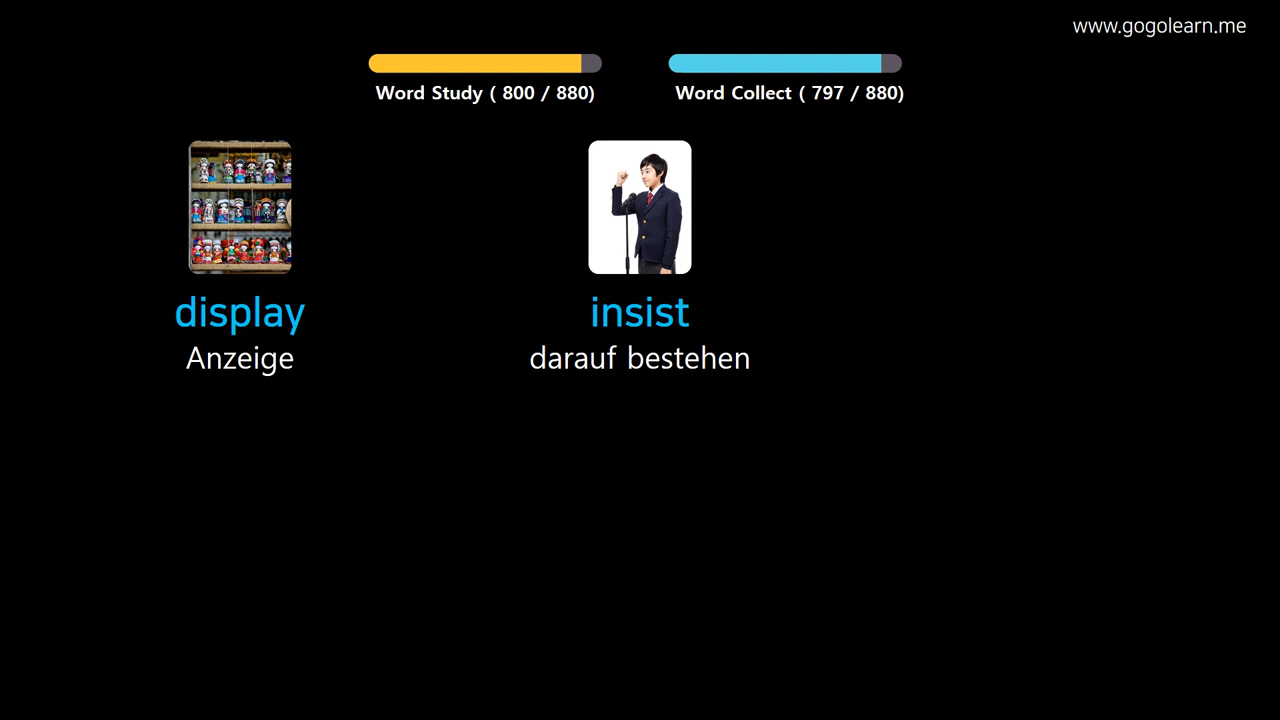 www.gogolearn.me
Word Study ( 800 / 880)
Word Collect ( 797 / 880)
display
Anzeige
insist
darauf bestehen